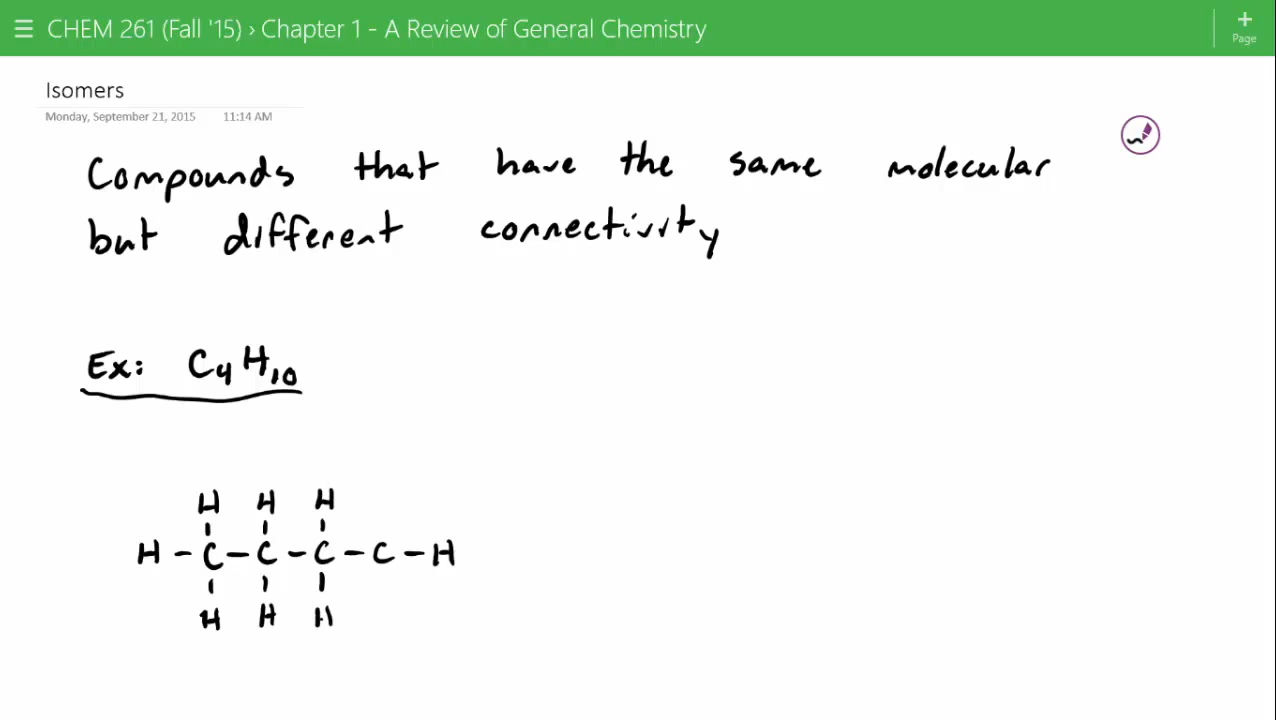 ☰ CHEM 261 (Fall '15) › Chapter 1 - A Review of General Chemistry
+
Page
Isomers
Monday, September 21, 2015 11:14 AM
Compounds that have the same molecular
but different connectivity
Ex: C₄H₁₀
H H H
H - C - C - C - C - H
H H H